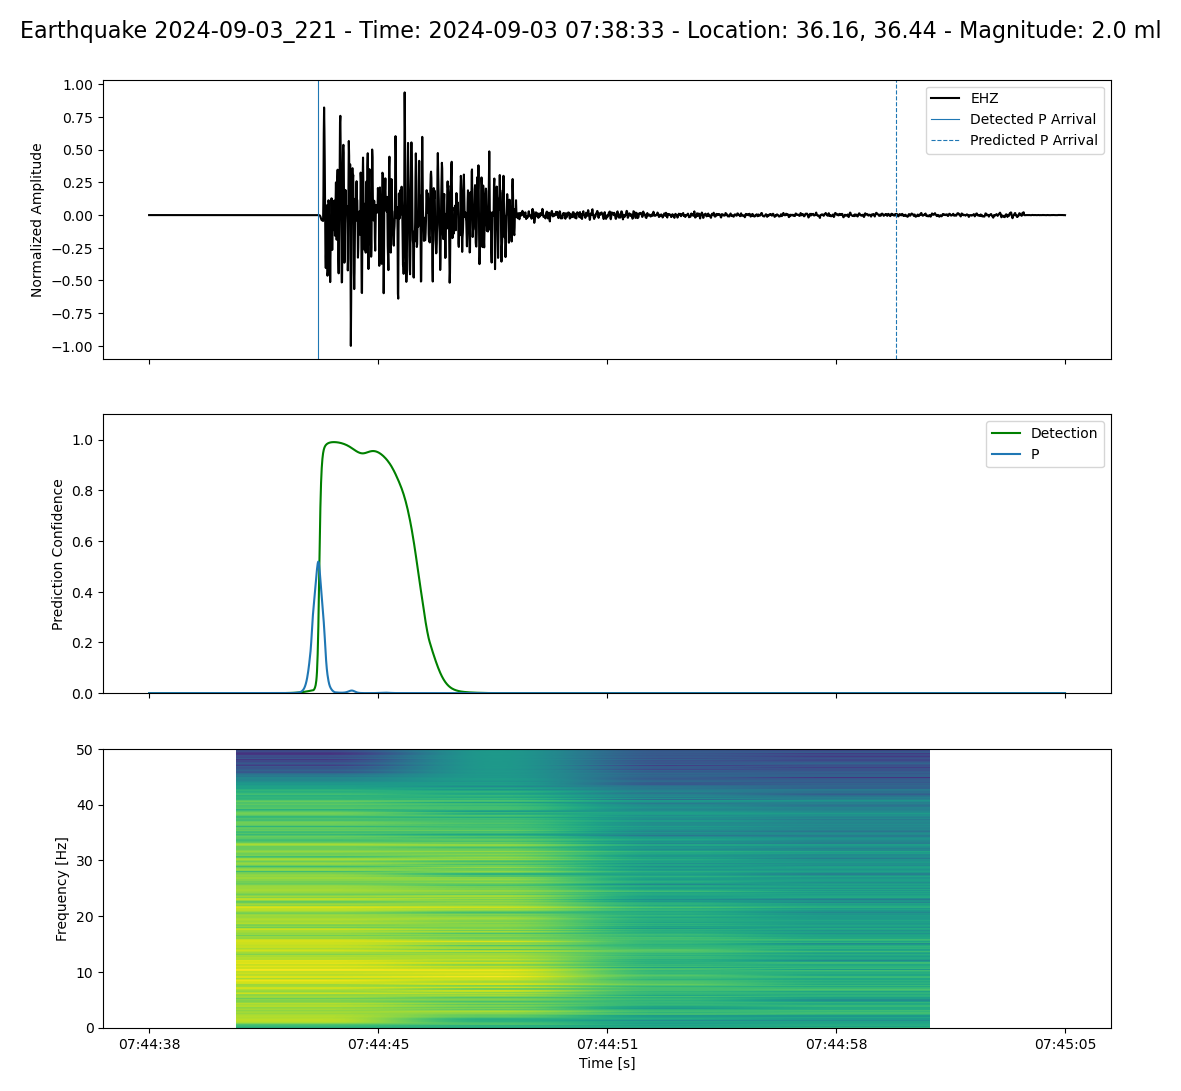 Earthquake 2024-09-03_221 - Time: 2024-09-03 07:38:33 - Location: 36.16, 36.44 - Magnitude: 2.0 ml
1.00
0.75
0.50
0.25
0.00
−0.25
−0.50
−0.75
−1.00
Normalized Amplitude
EHZ
Detected P Arrival
Predicted P Arrival
1.0
0.8
0.6
0.4
0.2
0.0
Prediction Confidence
Detection
P
50
40
30
20
10
0
Frequency [Hz]
07:44:38
07:44:45
07:44:51
07:44:58
07:45:05
Time [s]